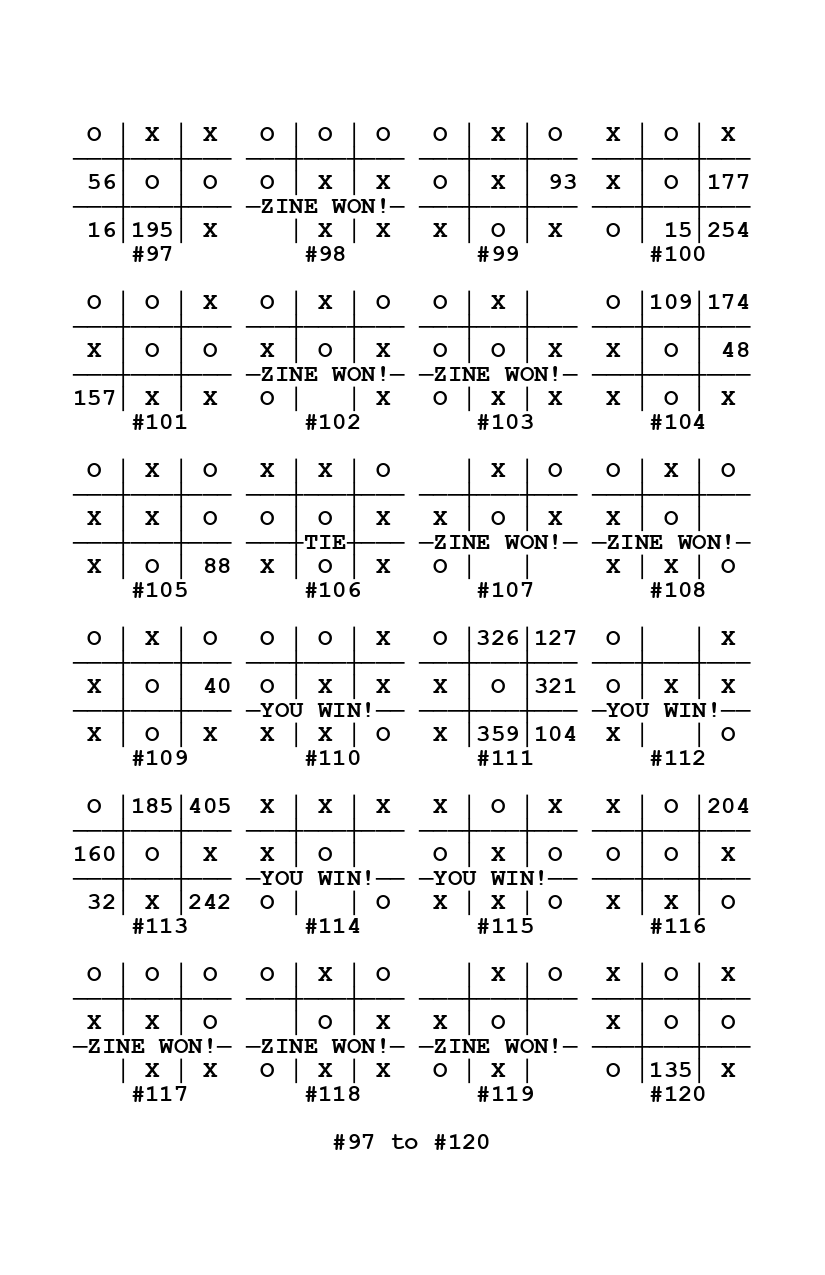 O | X | X   O | O | O   O | X | O   X | O | X
56| O | O   O | X | X   O | X | 93  X | O |177
—ZINE WON!—
16|195| X     | X | X   X | O | X   O | 15|254
#97   #98   #99   #100
O | O | X   O | X | O   O | X |     O |109|174
X | O | O   X | O | X   O | O | X   X | O | 48
—ZINE WON!— —ZINE WON!—
157| X | X   O |   | X   O | X | X   X | O | X
#101   #102   #103   #104
O | X | O   X | X | O     | X | O   O | X | O
X | X | O   O | O | X   X | O | X   X | O |
TIE —ZINE WON!— —ZINE WON!—
X | O | 88  X | O | X   O |   |     X | X | O
#105   #106   #107   #108
O | X | O   O | O | X   O |326|127  O |   | X
X | O | 40  O | X | X   X | O |321  O | X | X
—YOU WIN!— —YOU WIN!—
X | O | X   X | X | O   X |359|104  X |   | O
#109   #110   #111   #112
O |185|405  X | X | X   X | O | X   X | O |204
160| O | X   X | O |     O | X | O   O | O | X
—YOU WIN!— —YOU WIN!—
32| X |242  O |   | O   X | X | O   X | X | O
#113   #114   #115   #116
O | O | O   O | X | O     | X | O   X | O | X
X | X | O     | O | X   X | O |     X | O | O
—ZINE WON!— —ZINE WON!— —ZINE WON!—
  | X | X   O | X | X   O | X |     O |135| X
#117   #118   #119   #120
#97 to #120